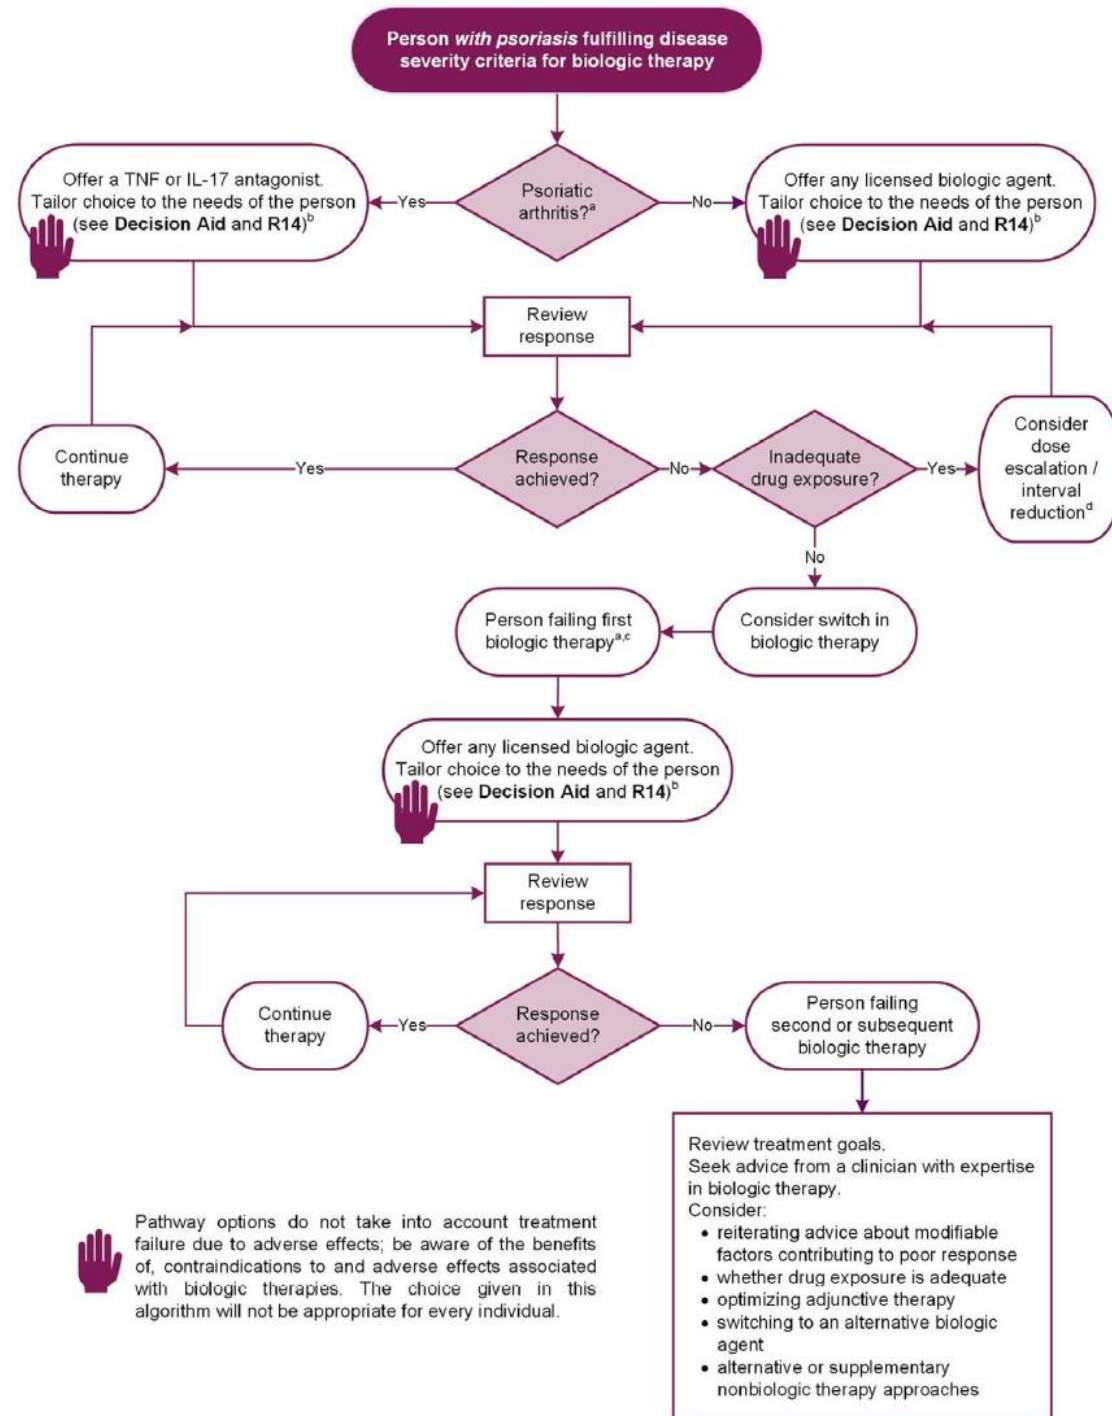 Person with psoriasis fulfilling disease
severity criteria for biologic therapy
Offer a TNF or IL-17 antagonist.
Tailor choice to the needs of the person
(see Decision Aid and R14)b
Yes
Psoriatic
arthritis?a
No
Offer any licensed biologic agent.
Tailor choice to the needs of the person
(see Decision Aid and R14)b
Review
response
Continue
therapy
Yes
Response
achieved?
No
Inadequate
drug exposure?
Yes
Consider
dose
escalation /
interval
reductiond
No
Consider switch in
biologic therapy
Person failing first
biologic therapya,c
Offer any licensed biologic agent.
Tailor choice to the needs of the person
(see Decision Aid and R14)b
Review
response
Continue
therapy
Yes
Response
achieved?
No
Person failing
second or subsequent
biologic therapy
Review treatment goals.
Seek advice from a clinician with expertise
in biologic therapy.
Consider:
• reiterating advice about modifiable
factors contributing to poor response
• whether drug exposure is adequate
• optimizing adjunctive therapy
• switching to an alternative biologic
agent
• alternative or supplementary
nonbiologic therapy approaches
Pathway options do not take into account treatment
failure due to adverse effects; be aware of the benefits
of, contraindications to and adverse effects associated
with biologic therapies. The choice given in this
algorithm will not be appropriate for every individual.